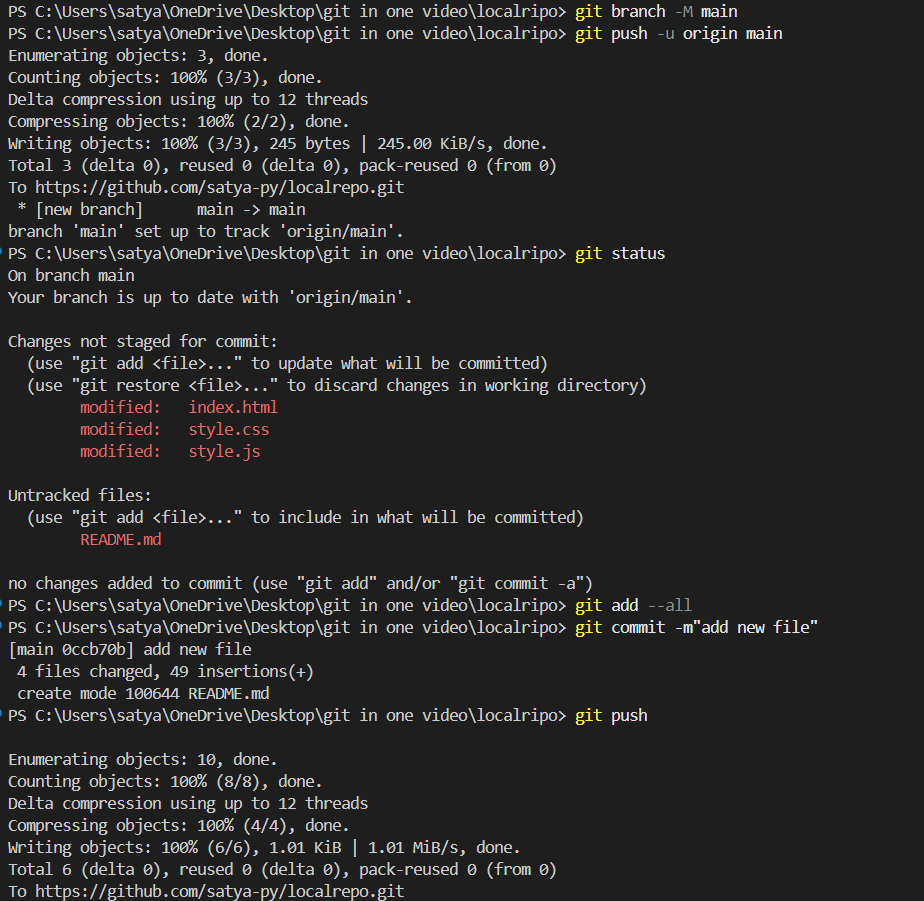 PS C:\Users\satya\OneDrive\Desktop\git in one video\localripo> git branch -M main
PS C:\Users\satya\OneDrive\Desktop\git in one video\localripo> git push -u origin main
Enumerating objects: 3, done.
Counting objects: 100% (3/3), done.
Delta compression using up to 12 threads
Compressing objects: 100% (2/2), done.
Writing objects: 100% (3/3), 245 bytes | 245.00 KiB/s, done.
Total 3 (delta 0), reused 0 (delta 0), pack-reused 0 (from 0)
To https://github.com/satya-py/localrepo.git
 * [new branch]      main -> main
branch 'main' set up to track 'origin/main'.
PS C:\Users\satya\OneDrive\Desktop\git in one video\localripo> git status
On branch main
Your branch is up to date with 'origin/main'.

Changes not staged for commit:
  (use "git add <file>..." to update what will be committed)
  (use "git restore <file>..." to discard changes in working directory)
        modified:   index.html
        modified:   style.css
        modified:   style.js

Untracked files:
  (use "git add <file>..." to include in what will be committed)
        README.md

no changes added to commit (use "git add" and/or "git commit -a")
PS C:\Users\satya\OneDrive\Desktop\git in one video\localripo> git add --all
PS C:\Users\satya\OneDrive\Desktop\git in one video\localripo> git commit -m"add new file"
[main 0ccb70b] add new file
 4 files changed, 49 insertions(+)
 create mode 100644 README.md
PS C:\Users\satya\OneDrive\Desktop\git in one video\localripo> git push

Enumerating objects: 10, done.
Counting objects: 100% (8/8), done.
Delta compression using up to 12 threads
Compressing objects: 100% (4/4), done.
Writing objects: 100% (6/6), 1.01 KiB | 1.01 MiB/s, done.
Total 6 (delta 0), reused 0 (delta 0), pack-reused 0 (from 0)
To https://github.com/satya-py/localrepo.git